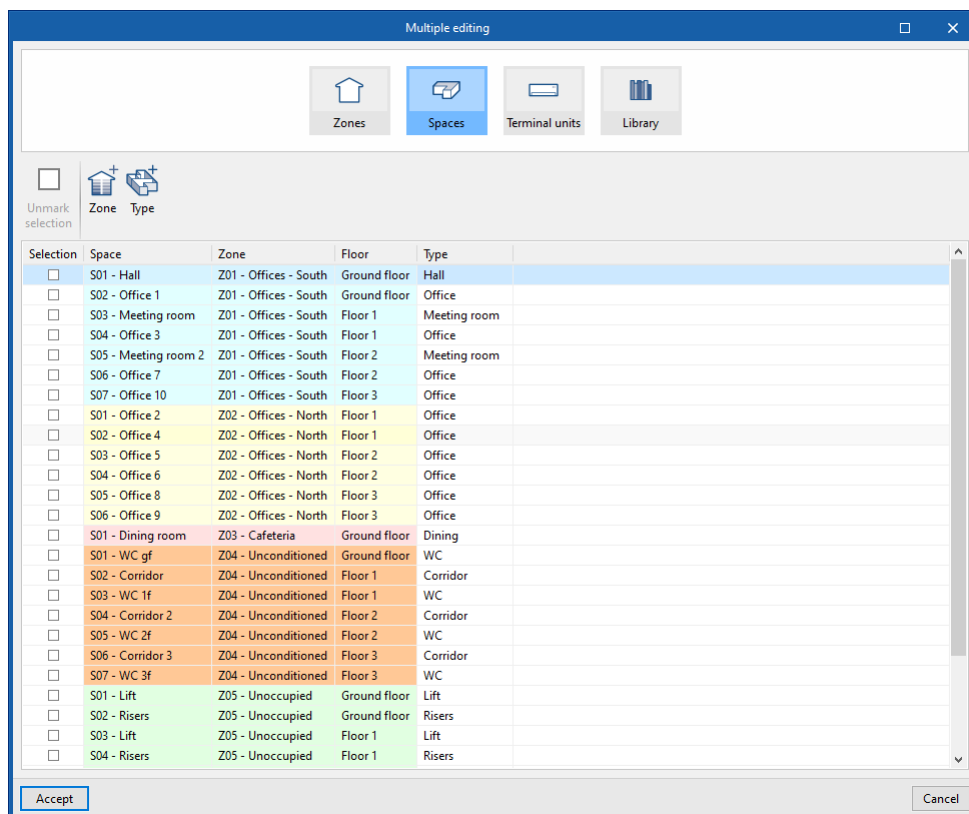 Multiple editing
Zones Spaces Terminal units Library
Unmark selection Zone Type
Selection Space Zone Floor Type
S01 - Hall Z01 - Offices - South Ground floor Hall
S02 - Office 1 Z01 - Offices - South Ground floor Office
S03 - Meeting room Z01 - Offices - South Floor 1 Meeting room
S04 - Office 3 Z01 - Offices - South Floor 1 Office
S05 - Meeting room 2 Z01 - Offices - South Floor 2 Meeting room
S06 - Office 7 Z01 - Offices - South Floor 2 Office
S07 - Office 10 Z01 - Offices - South Floor 3 Office
S01 - Office 2 Z02 - Offices - North Floor 1 Office
S02 - Office 4 Z02 - Offices - North Floor 1 Office
S03 - Office 5 Z02 - Offices - North Floor 2 Office
S04 - Office 6 Z02 - Offices - North Floor 2 Office
S05 - Office 8 Z02 - Offices - North Floor 3 Office
S06 - Office 9 Z02 - Offices - North Floor 3 Office
S01 - Dining room Z03 - Cafeteria Ground floor Dining
S01 - WC gf Z04 - Unconditioned Ground floor WC
S02 - Corridor Z04 - Unconditioned Floor 1 Corridor
S03 - WC 1f Z04 - Unconditioned Floor 1 WC
S04 - Corridor 2 Z04 - Unconditioned Floor 2 Corridor
S05 - WC 2f Z04 - Unconditioned Floor 2 WC
S06 - Corridor 3 Z04 - Unconditioned Floor 3 Corridor
S07 - WC 3f Z04 - Unconditioned Floor 3 WC
S01 - Lift Z05 - Unoccupied Ground floor Lift
S02 - Risers Z05 - Unoccupied Ground floor Risers
S03 - Lift Z05 - Unoccupied Floor 1 Lift
S04 - Risers Z05 - Unoccupied Floor 1 Risers
Accept Cancel